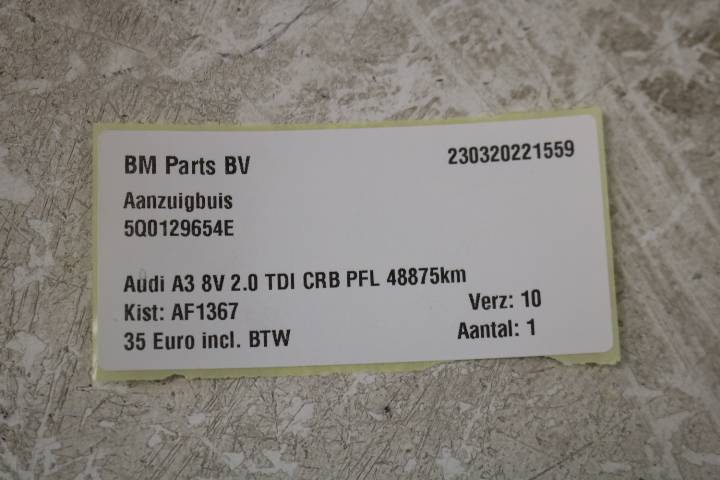 BM Parts BV 230320221559
Aanzuigbuis
5Q0129654E
Audi A3 8V 2.0 TDI CRB PFL 48875km
Kist: AF1367 Verz: 10
35 Euro incl. BTW Aantal: 1